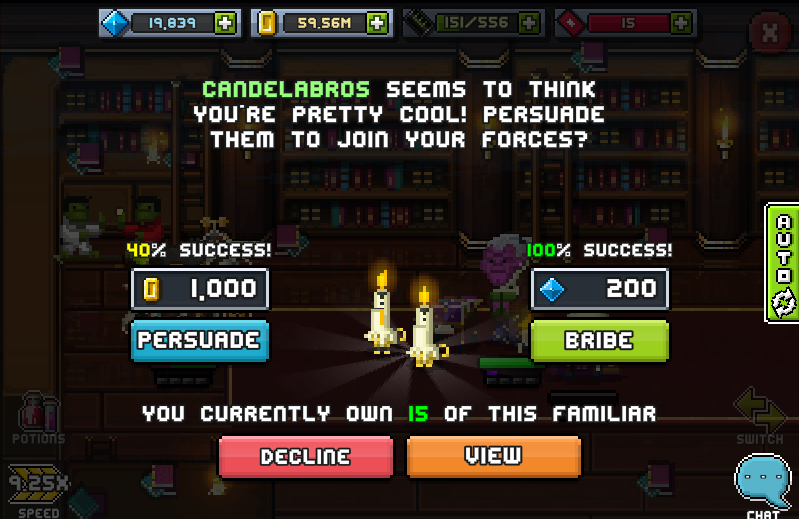 19,839
59.56M
151/556
15
X
CANDELABROS SEEMS TO THINK
YOU'RE PRETTY COOL! PERSUADE
THEM TO JOIN YOUR FORCES?
40% SUCCESS!
100% SUCCESS!
1,000
200
PERSUADE
BRIBE
AUTO
YOU CURRENTLY OWN 15 OF THIS FAMILIAR
DECLINE
VIEW
POTIONS
SWITCH
9.25X
SPEED
CHAT